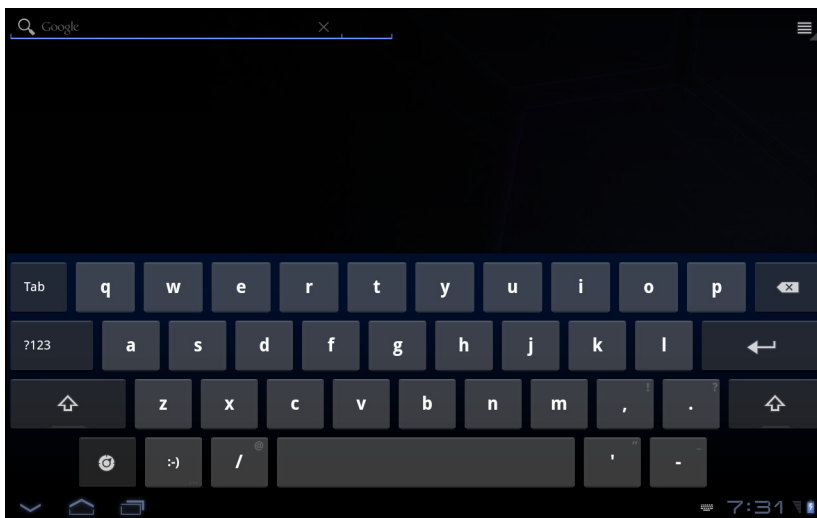 Google
Tab q w e r t y u i o p
?123 a s d f g h j k l
z x c v b n m , ! . ?
:-) / @ ' " - _
7:31